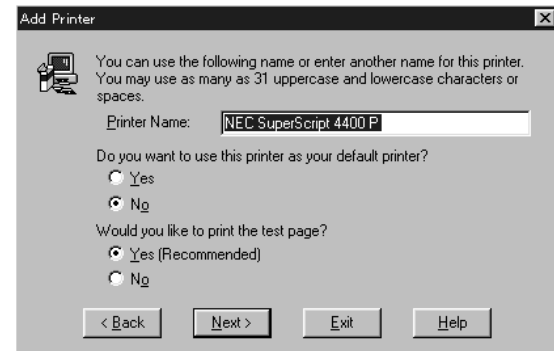 Add Printer
You can use the following name or enter another name for this printer.
You may use as many as 31 uppercase and lowercase characters or
spaces.
Printer Name: NEC SuperScript 4400 P
Do you want to use this printer as your default printer?
Yes
No
Would you like to print the test page?
Yes (Recommended)
No
< Back Next > Exit Help